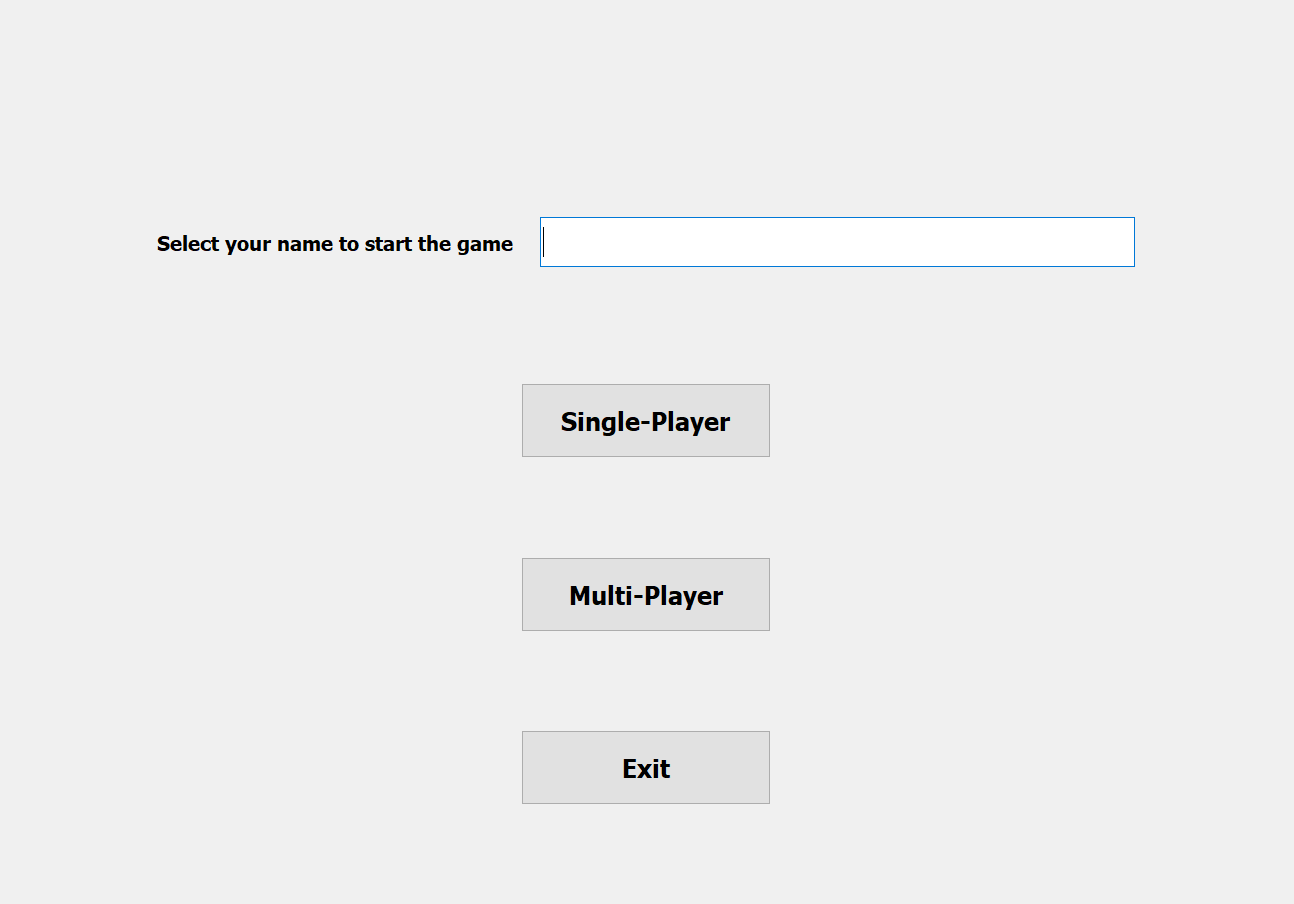 Select your name to start the game
Single-Player
Multi-Player
Exit